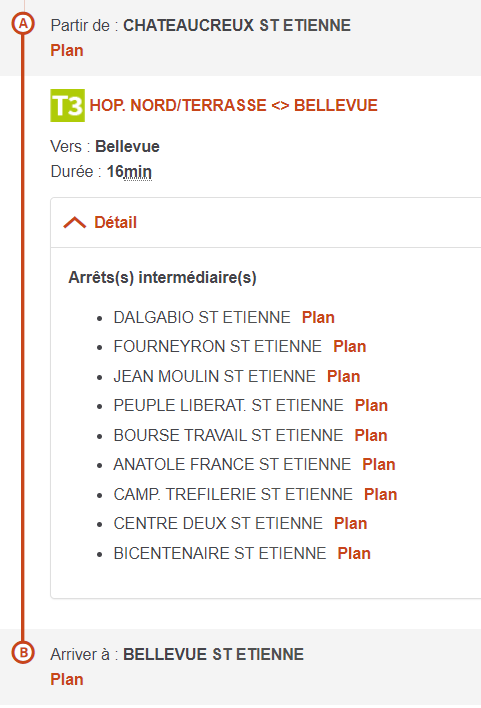 A
Partir de : CHATEAUCREUX ST ETIENNE
Plan
T3 HOP. NORD/TERRASSE <> BELLEVUE
Vers : Bellevue
Durée : 16min
Détail
Arrêts(s) intermédiaire(s)
• DALGABIO ST ETIENNE Plan
• FOURNEYRON ST ETIENNE Plan
• JEAN MOULIN ST ETIENNE Plan
• PEUPLE LIBERAT. ST ETIENNE Plan
• BOURSE TRAVAIL ST ETIENNE Plan
• ANATOLE FRANCE ST ETIENNE Plan
• CAMP. TREFILERIE ST ETIENNE Plan
• CENTRE DEUX ST ETIENNE Plan
• BICENTENAIRE ST ETIENNE Plan
B
Arriver à : BELLEVUE ST ETIENNE
Plan